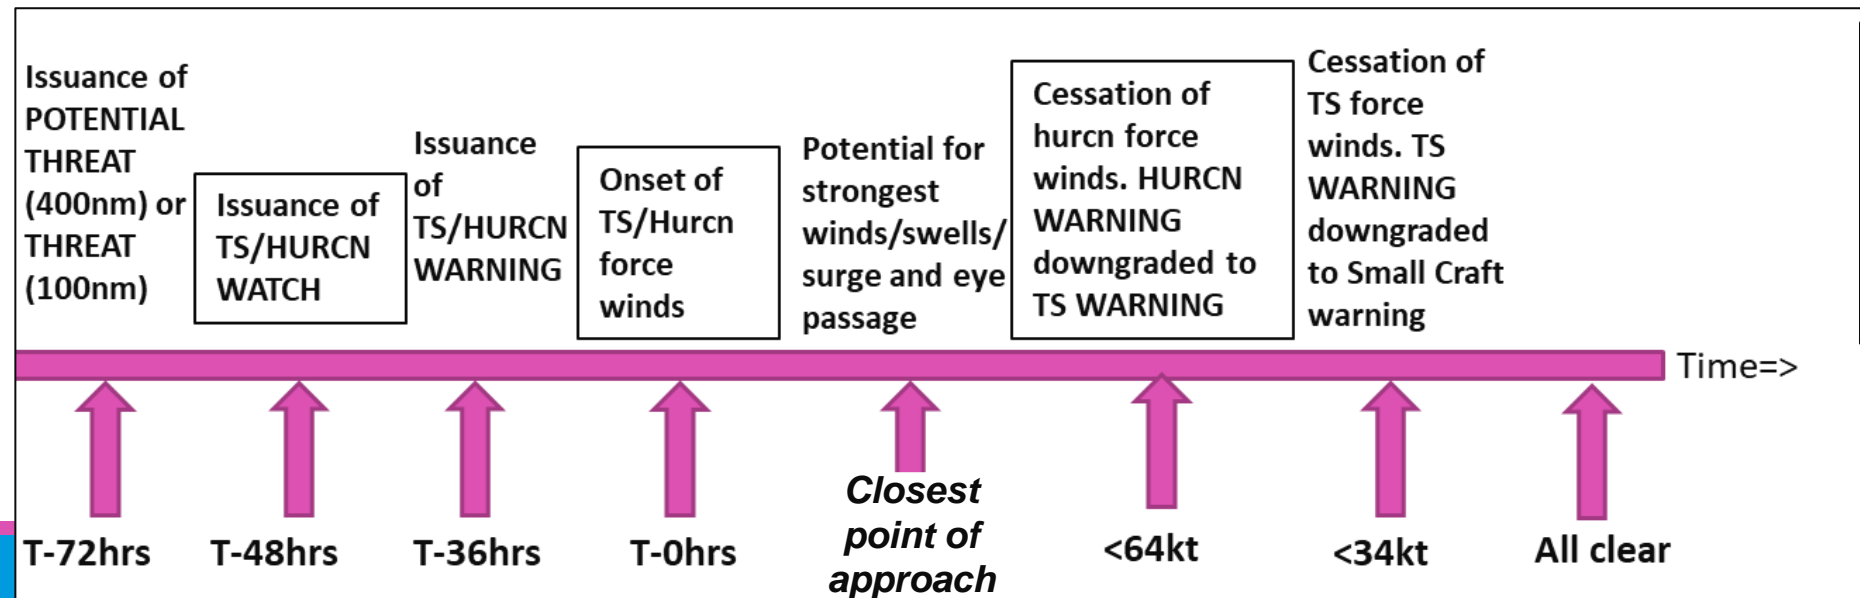 Issuance of
POTENTIAL
THREAT
(400nm) or
THREAT
(100nm)
Issuance of
TS/HURCN
WATCH
Issuance
of
TS/HURCN
WARNING
Onset of
TS/Hurcn
force
winds
Potential for
strongest
winds/swells/
surge and eye
passage
Cessation of
hurcn force
winds. HURCN
WARNING
downgraded to
TS WARNING
Cessation of
TS force
winds. TS
WARNING
downgraded
to Small Craft
warning
Time=>
T-72hrs
T-48hrs
T-36hrs
T-0hrs
Closest
point of
approach
<64kt
<34kt
All clear